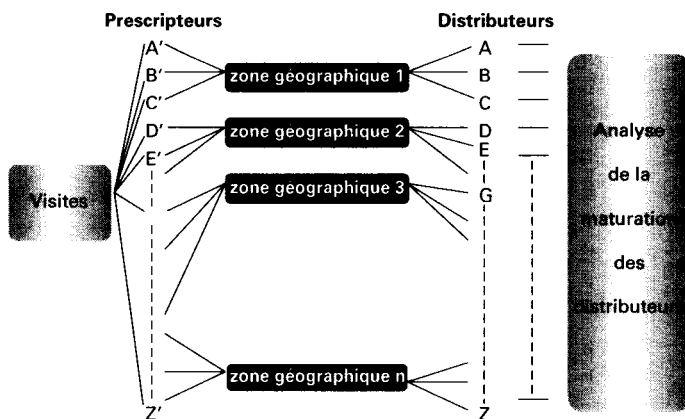 Prescripteurs
Distributeurs
A'
A
B'
zone géographique 1
B
C'
C
D'
zone géographique 2
D
E'
E
Visites
zone géographique 3
G
Analyse
de la
maturation
des
distributeurs
zone géographique n
Z'
Z